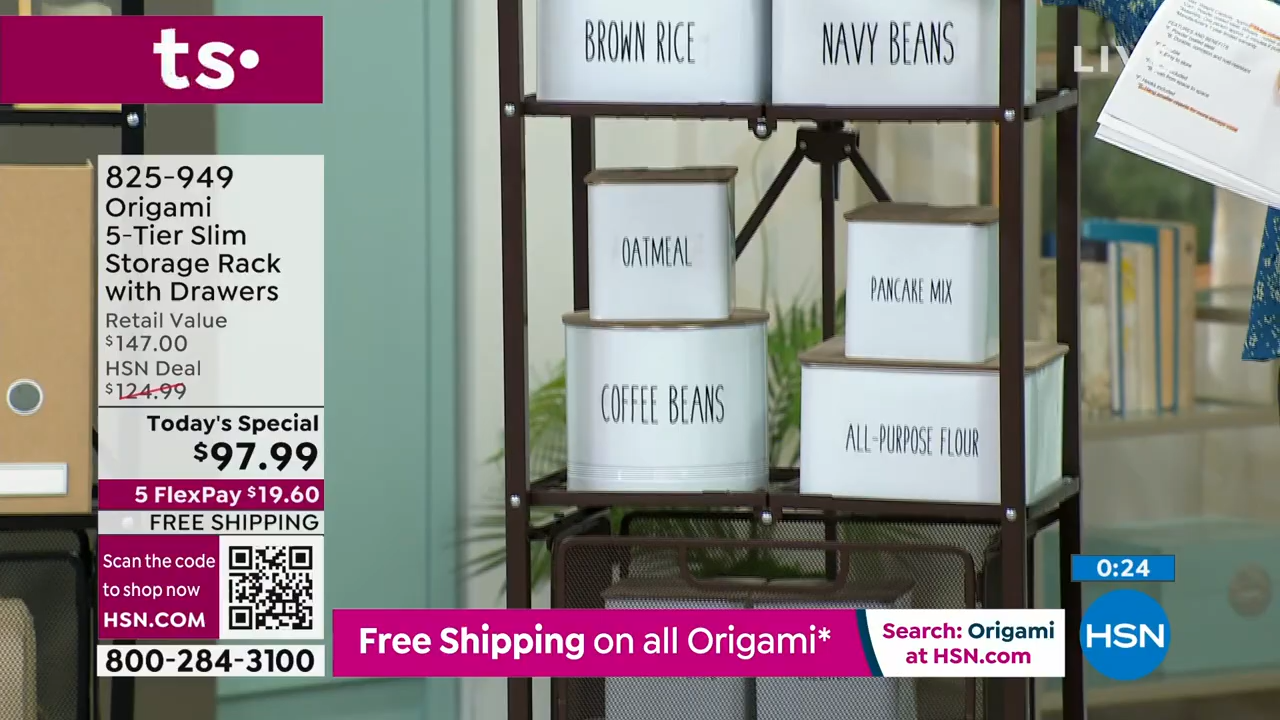 ts.
825-949
Origami
5-Tier Slim
Storage Rack
with Drawers
Retail Value
$147.00
HSN Deal
$124.99
Today's Special
$97.99
5 FlexPay $19.60
FREE SHIPPING
Scan the code
to shop now
HSN.COM
800-284-3100
BROWN RICE
NAVY BEANS
OATMEAL
PANCAKE MIX
COFFEE BEANS
ALL-PURPOSE FLOUR
FEATURES AND BENEFITS
0:24
HSN
Free Shipping on all Origami*
Search: Origami
at HSN.com